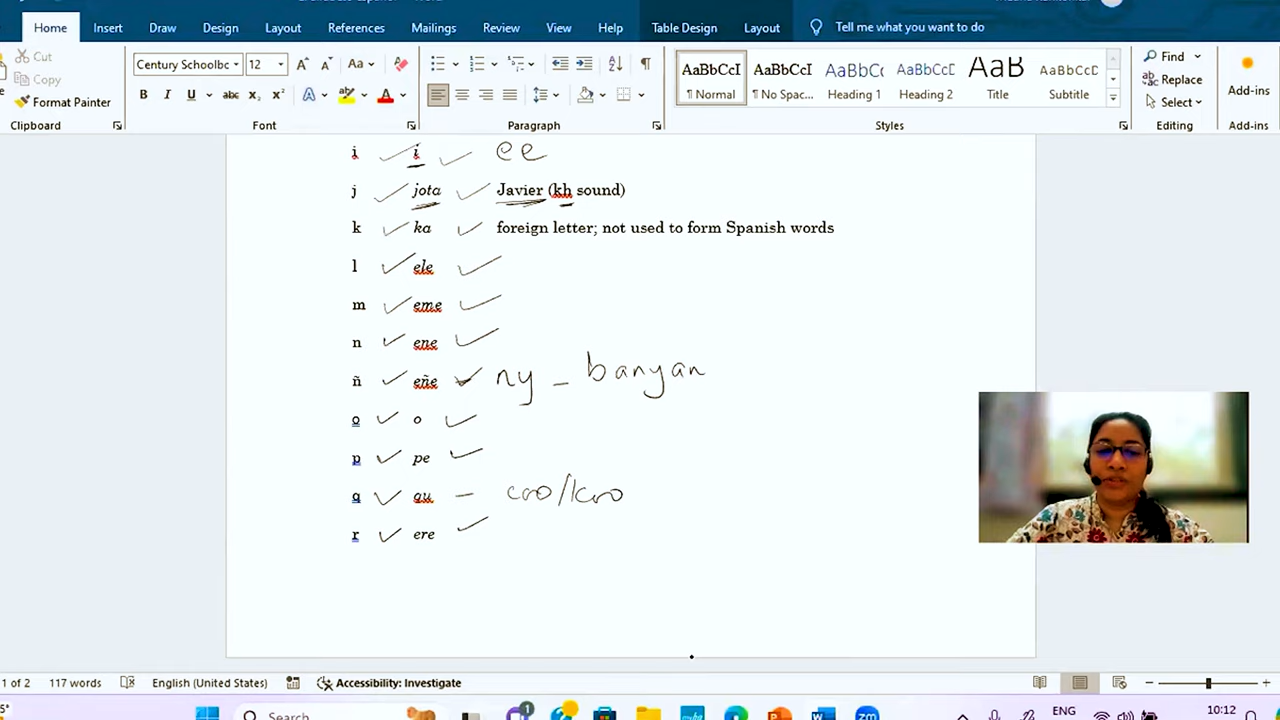 Home Insert Draw Design Layout References Mailings Review View Help Table Design Layout Tell me what you want to do
Cut
Copy
Format Painter
Clipboard
Century Schoolbc 12
Font
Paragraph
AaBbCcI AaBbCcI AaBbCc AaBbCcD AaB AaBbCcD
¶ Normal ¶ No Spac... Heading 1 Heading 2 Title Subtitle
Styles
Find
Replace
Select
Editing
Add-ins
Add-ins
i i ee
j jota Javier (kh sound)
k ka foreign letter; not used to form Spanish words
l ele
m eme
n ene
ñ eñe ny - banyan
o o
p pe
q qu - coo/koo
r ere
1 of 2 117 words English (United States) Accessibility: Investigate
5° Search ENG 10:12